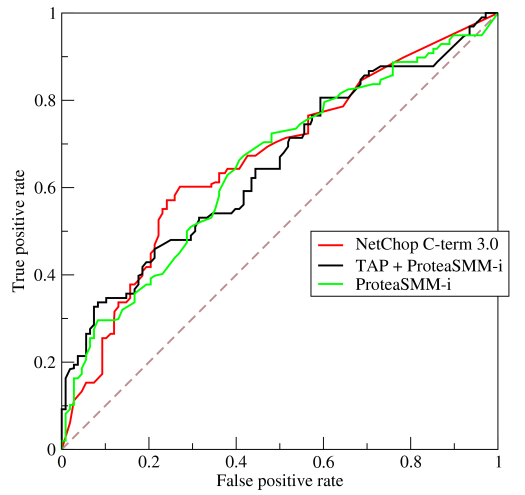 1
0.8
0.6
0.4
0.2
0
0
0.2
0.4
0.6
0.8
1
True positive rate
False positive rate
NetChop C-term 3.0
TAP + ProteaSMM-i
ProteaSMM-i